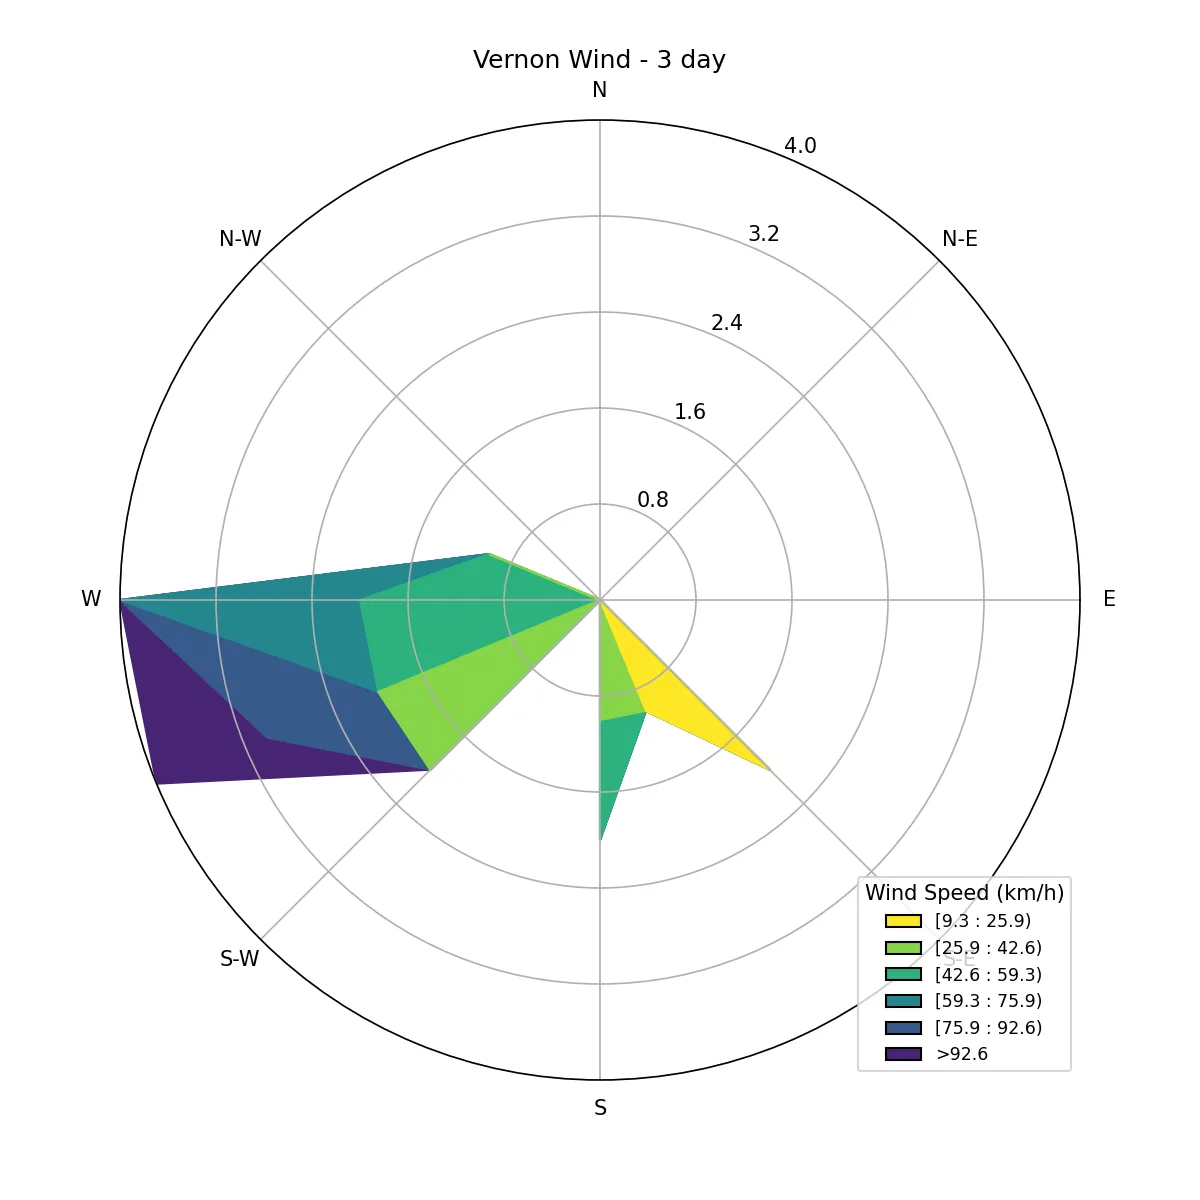 Vernon Wind - 3 day
N
4.0
N-W
3.2
N-E
2.4
1.6
0.8
W
E
S-W
S-E
S
Wind Speed (km/h)
[9.3 : 25.9)
[25.9 : 42.6)
[42.6 : 59.3)
[59.3 : 75.9)
[75.9 : 92.6)
>92.6